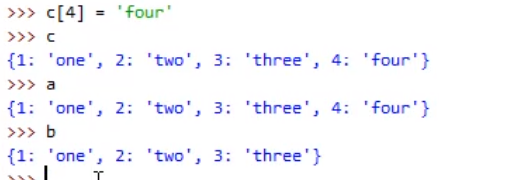 >>> c[4] = 'four'
>>> c
{1: 'one', 2: 'two', 3: 'three', 4: 'four'}
>>> a
{1: 'one', 2: 'two', 3: 'three', 4: 'four'}
>>> b
{1: 'one', 2: 'two', 3: 'three'}
>>>